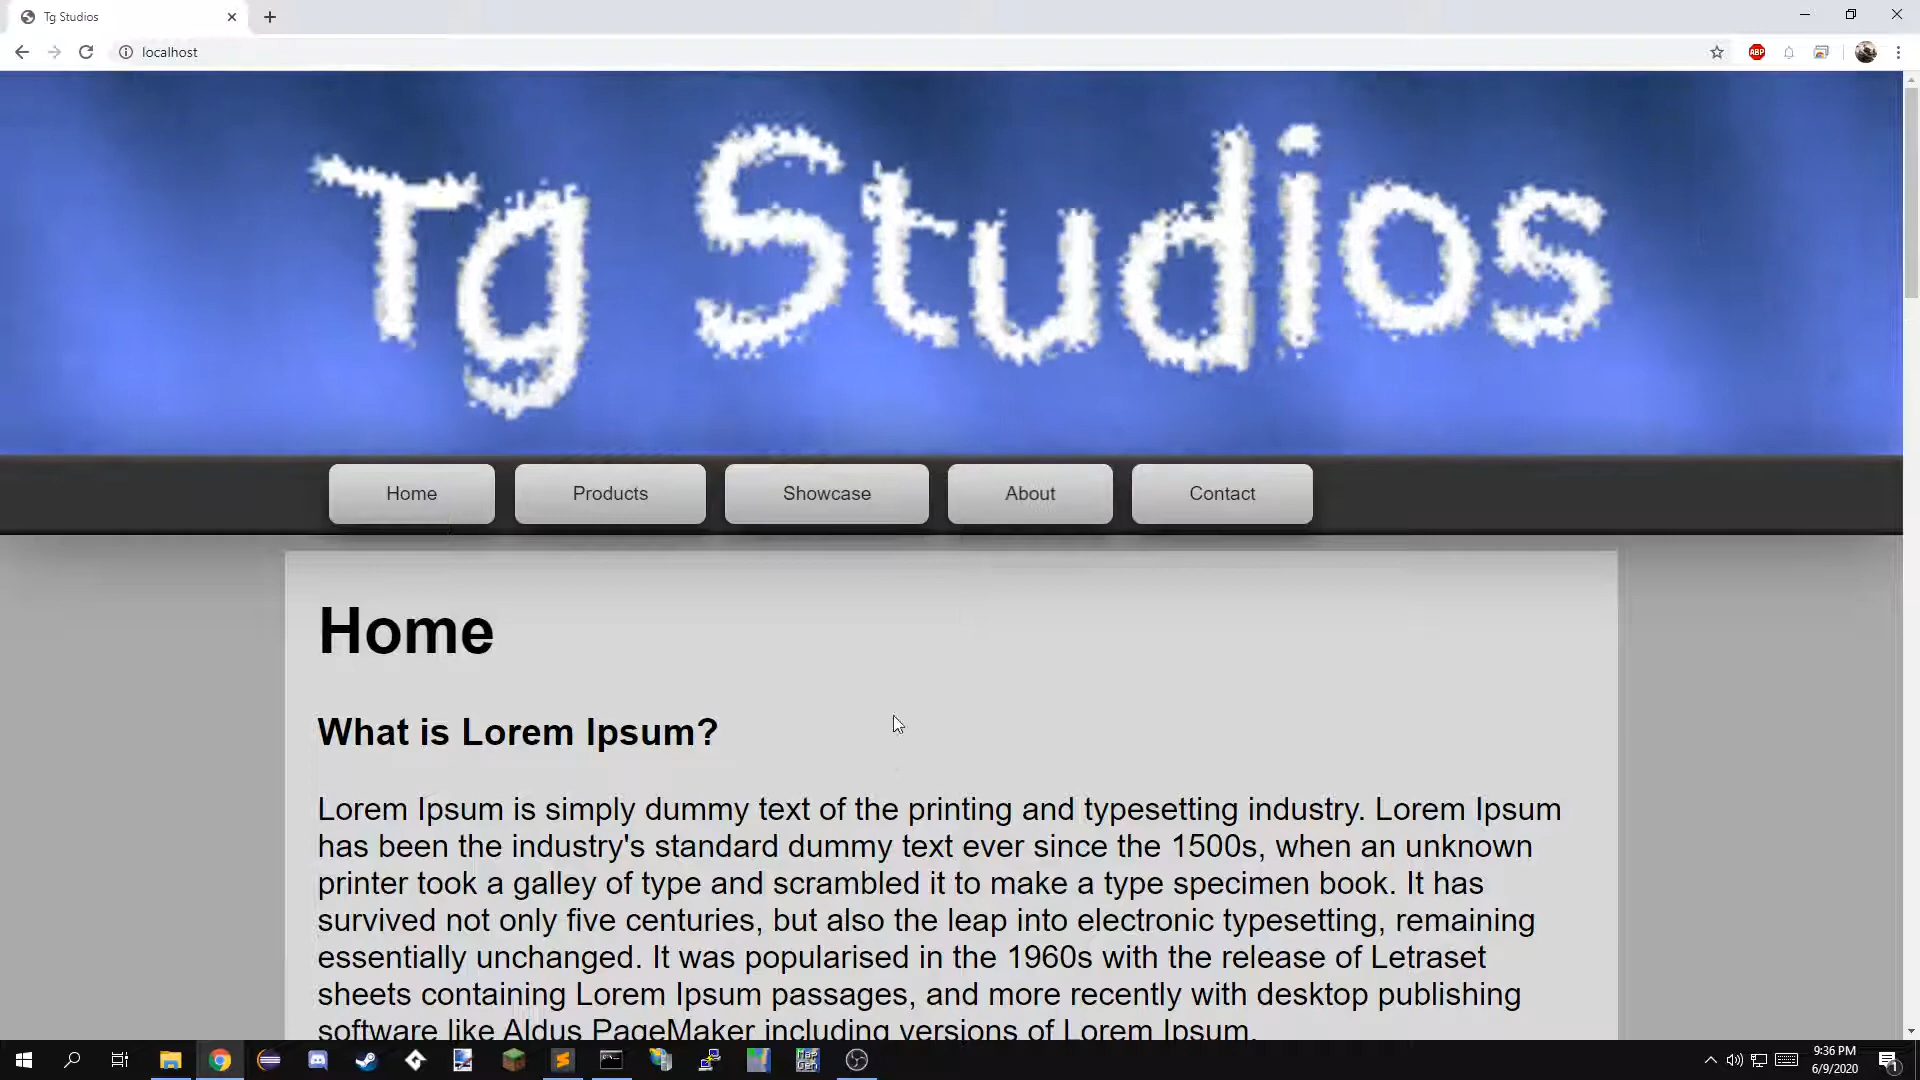 Tg Studios
localhost
ABP
Tg Studios
Home Products Showcase About Contact
Home
What is Lorem Ipsum?
Lorem Ipsum is simply dummy text of the printing and typesetting industry. Lorem Ipsum
has been the industry's standard dummy text ever since the 1500s, when an unknown
printer took a galley of type and scrambled it to make a type specimen book. It has
survived not only five centuries, but also the leap into electronic typesetting, remaining
essentially unchanged. It was popularised in the 1960s with the release of Letraset
sheets containing Lorem Ipsum passages, and more recently with desktop publishing
software like Aldus PageMaker including versions of Lorem Ipsum.
Map
Gen
9:36 PM
6/9/2020
1